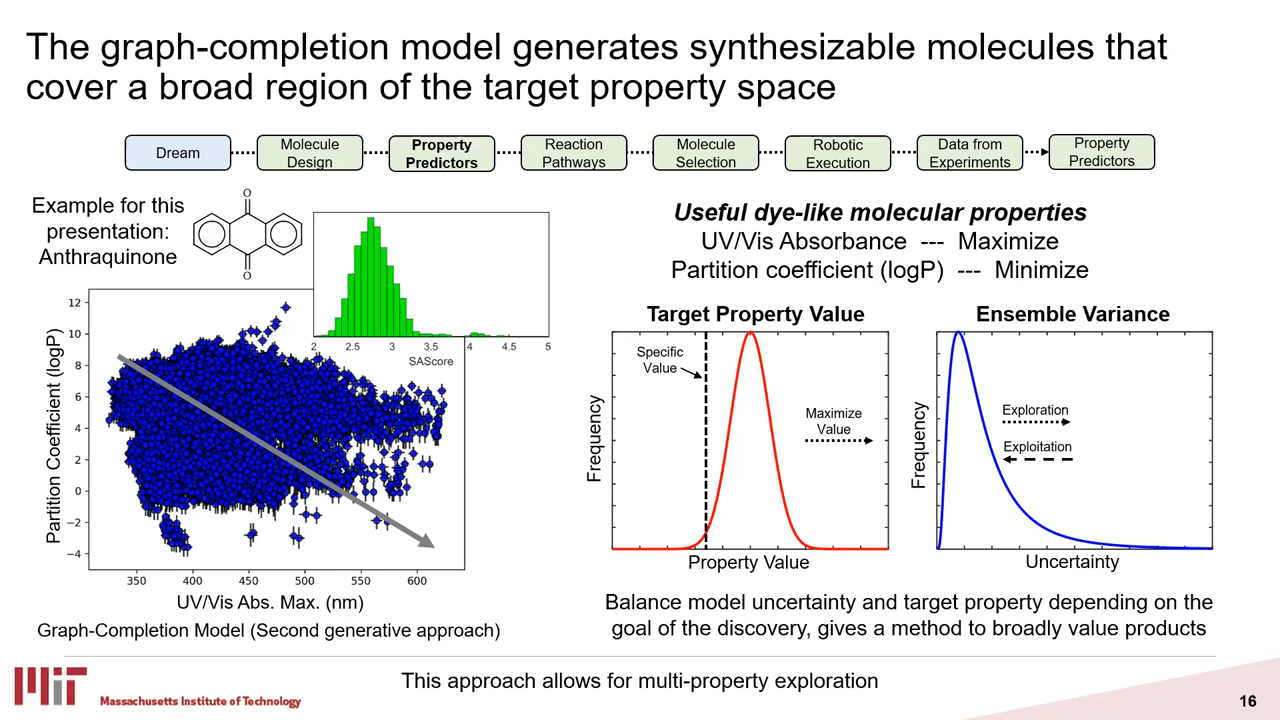 The graph-completion model generates synthesizable molecules that
cover a broad region of the target property space
Dream
Molecule
Design
Property
Predictors
Reaction
Pathways
Molecule
Selection
Robotic
Execution
Data from
Experiments
Property
Predictors
Example for this
presentation:
Anthraquinone
O
O
2 2.5 3 3.5 4 4.5 5
SAScore
Partition Coefficient (logP)
12
10
8
6
4
2
0
−2
−4
350 400 450 500 550 600
UV/Vis Abs. Max. (nm)
Graph-Completion Model (Second generative approach)
Useful dye-like molecular properties
UV/Vis Absorbance --- Maximize
Partition coefficient (logP) --- Minimize
Target Property Value
Specific
Value
Maximize
Value
Frequency
Property Value
Ensemble Variance
Exploration
Exploitation
Frequency
Uncertainty
Balance model uncertainty and target property depending on the
goal of the discovery, gives a method to broadly value products
This approach allows for multi-property exploration
MIT
Massachusetts Institute of Technology
16